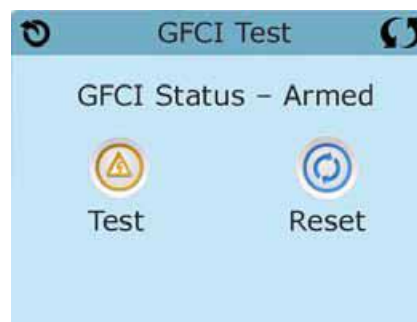 GFCI Test
GFCI Status – Armed
Test
Reset